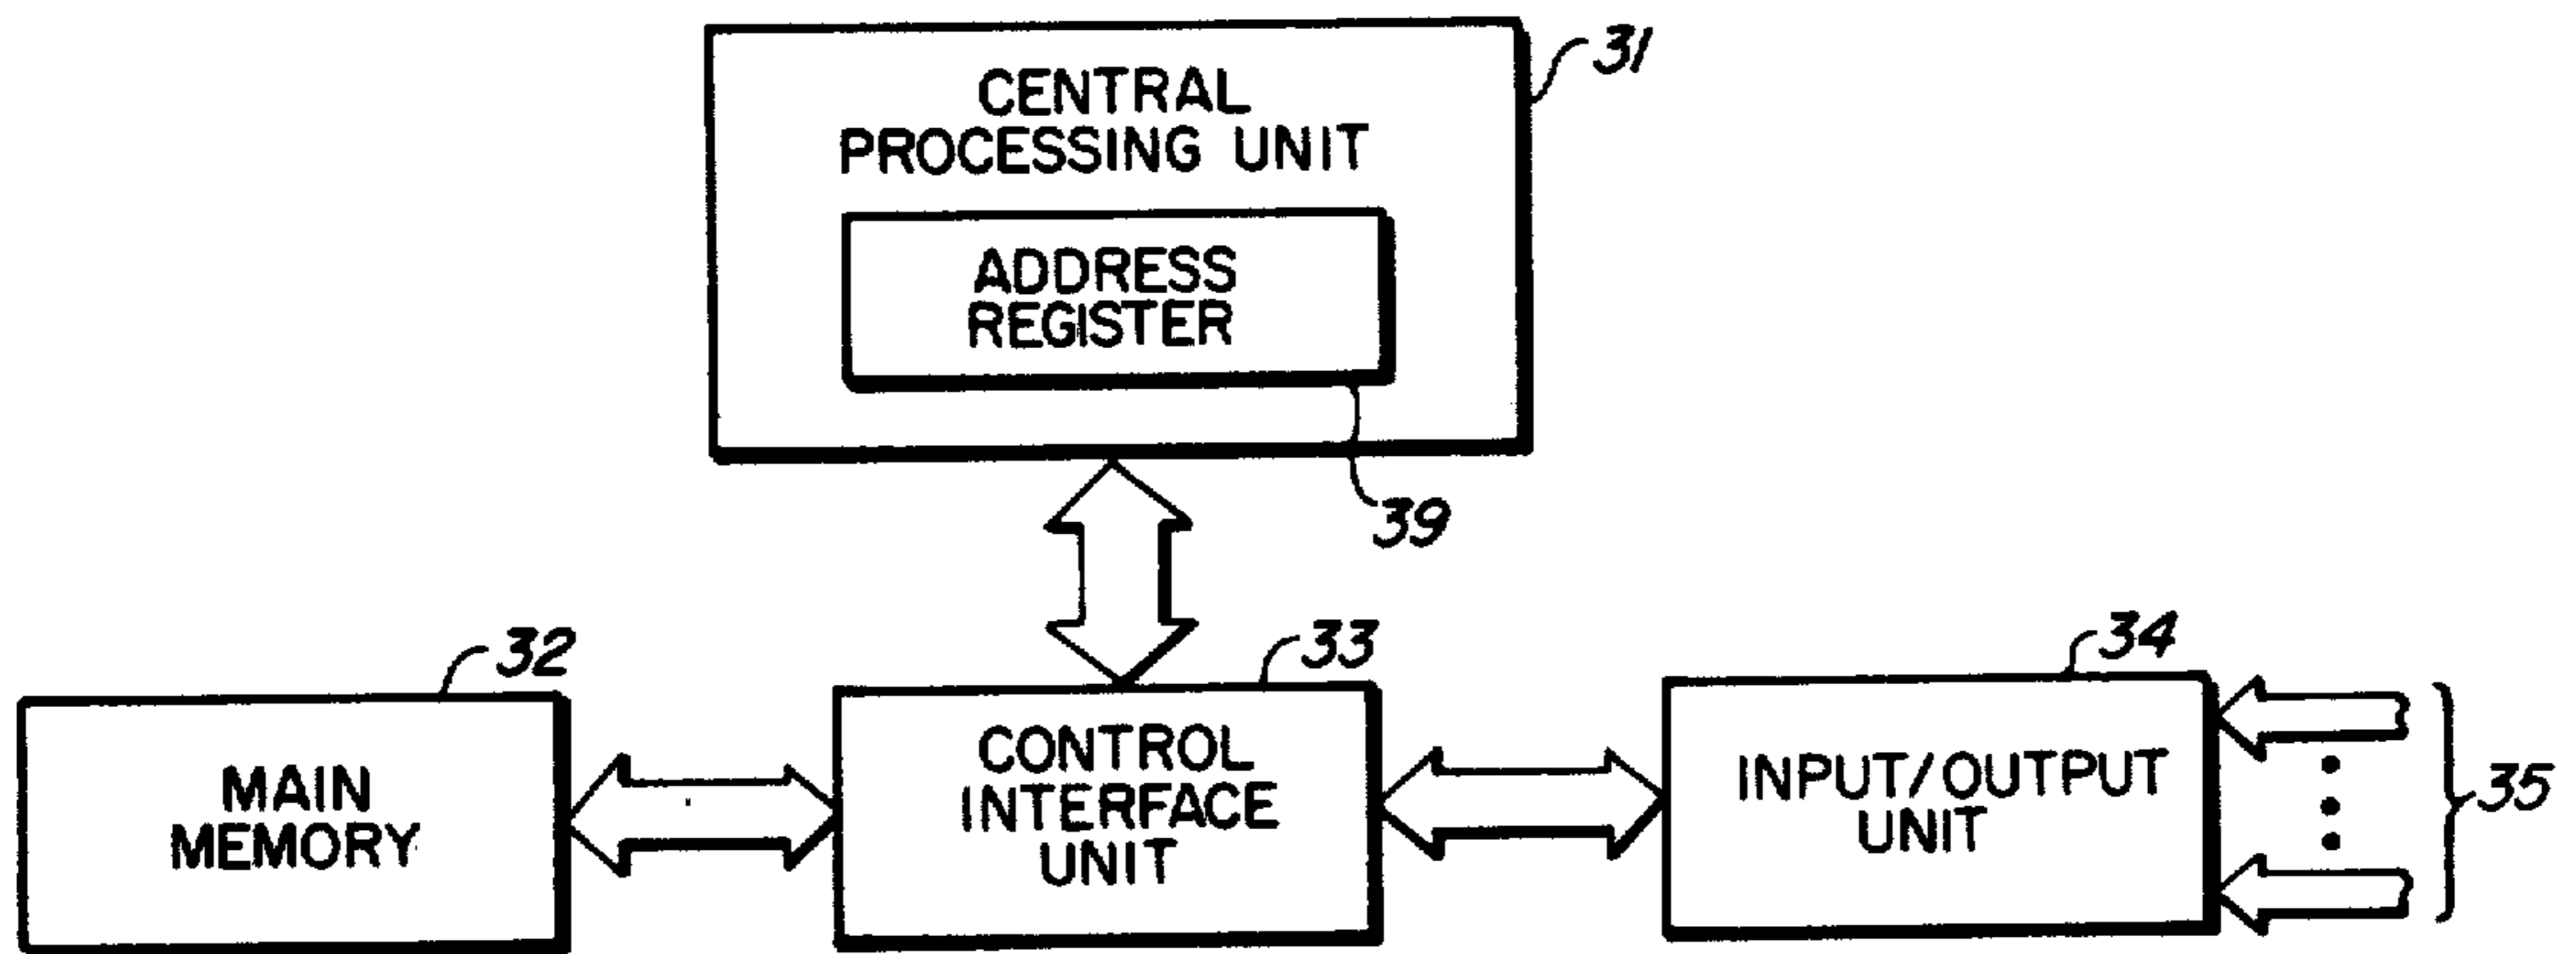 31
CENTRAL
PROCESSING UNIT
ADDRESS
REGISTER
39
32
33
34
MAIN
MEMORY
CONTROL
INTERFACE
UNIT
INPUT/OUTPUT
UNIT
35